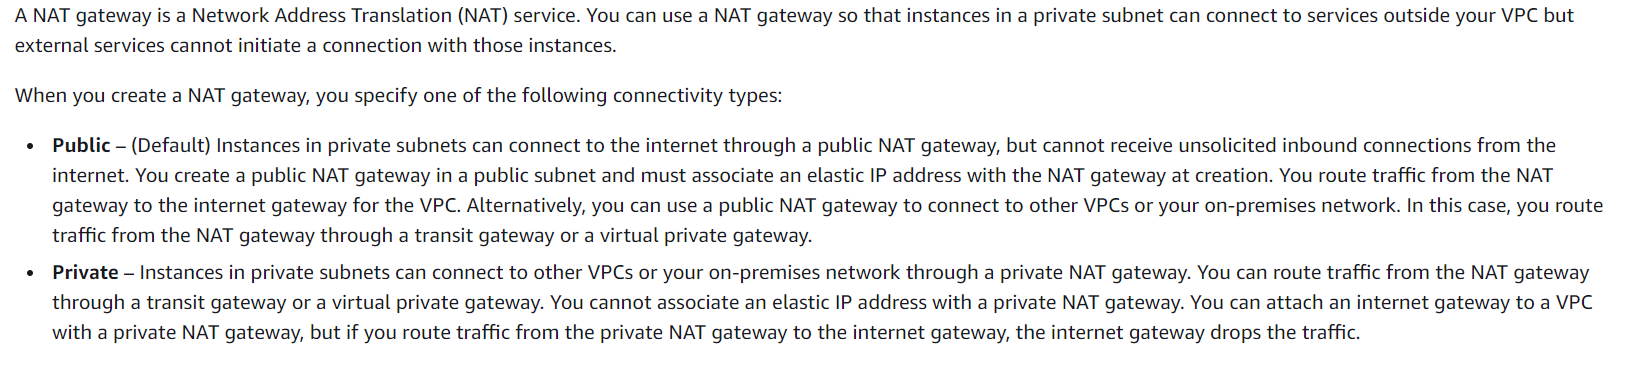 A NAT gateway is a Network Address Translation (NAT) service. You can use a NAT gateway so that instances in a private subnet can connect to services outside your VPC but
external services cannot initiate a connection with those instances.
When you create a NAT gateway, you specify one of the following connectivity types:
• Public – (Default) Instances in private subnets can connect to the internet through a public NAT gateway, but cannot receive unsolicited inbound connections from the
internet. You create a public NAT gateway in a public subnet and must associate an elastic IP address with the NAT gateway at creation. You route traffic from the NAT
gateway to the internet gateway for the VPC. Alternatively, you can use a public NAT gateway to connect to other VPCs or your on-premises network. In this case, you route
traffic from the NAT gateway through a transit gateway or a virtual private gateway.
• Private – Instances in private subnets can connect to other VPCs or your on-premises network through a private NAT gateway. You can route traffic from the NAT gateway
through a transit gateway or a virtual private gateway. You cannot associate an elastic IP address with a private NAT gateway. You can attach an internet gateway to a VPC
with a private NAT gateway, but if you route traffic from the private NAT gateway to the internet gateway, the internet gateway drops the traffic.